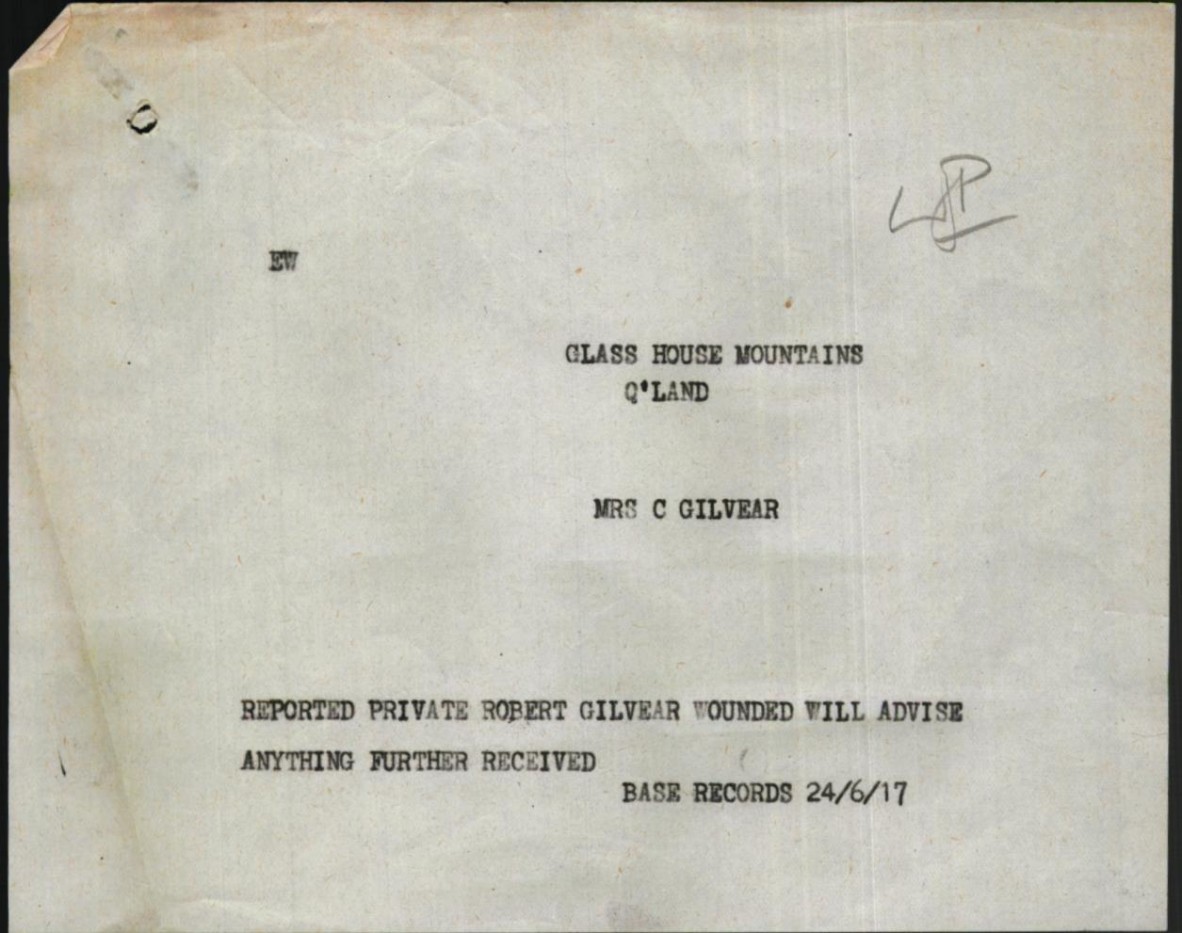 EW
GLASS HOUSE MOUNTAINS
Q'LAND
MRS C GILVEAR
REPORTED PRIVATE ROBERT GILVEAR WOUNDED WILL ADVISE
ANYTHING FURTHER RECEIVED
BASE RECORDS 24/6/17